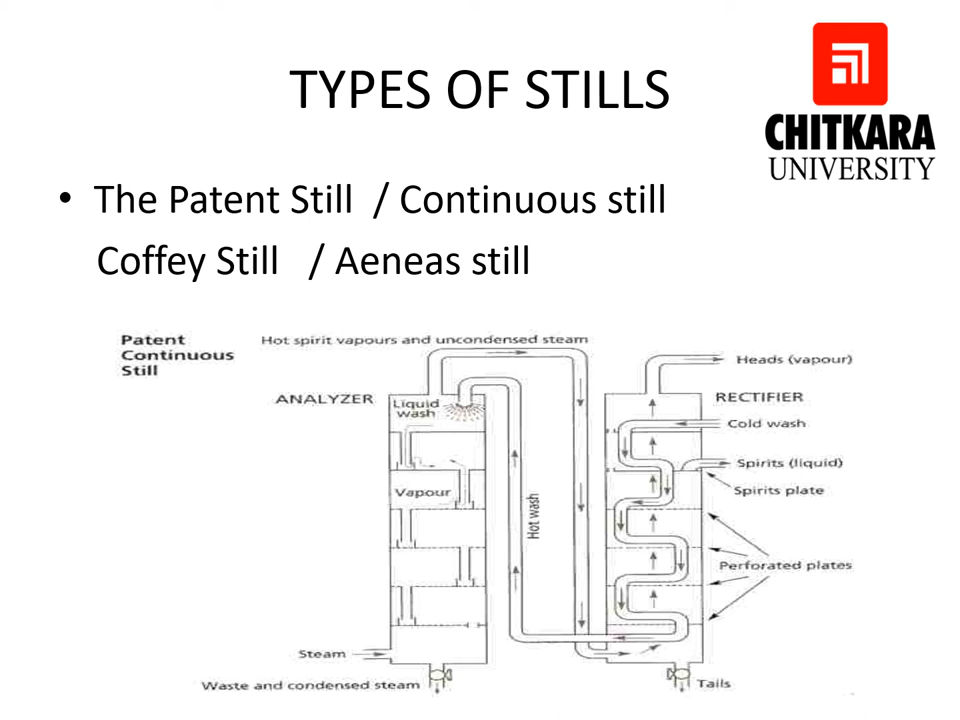 TYPES OF STILLS
CHITKARA
UNIVERSITY
• The Patent Still / Continuous still
Coffey Still / Aeneas still
Patent
Continuous
Still
Hot spirit vapours and uncondensed steam
Heads (vapour)
ANALYZER
Liquid
wash
RECTIFIER
Cold wash
Spirits (liquid)
Vapour
Spirits plate
Hot wash
Perforated plates
Steam
Waste and condensed steam
Tails